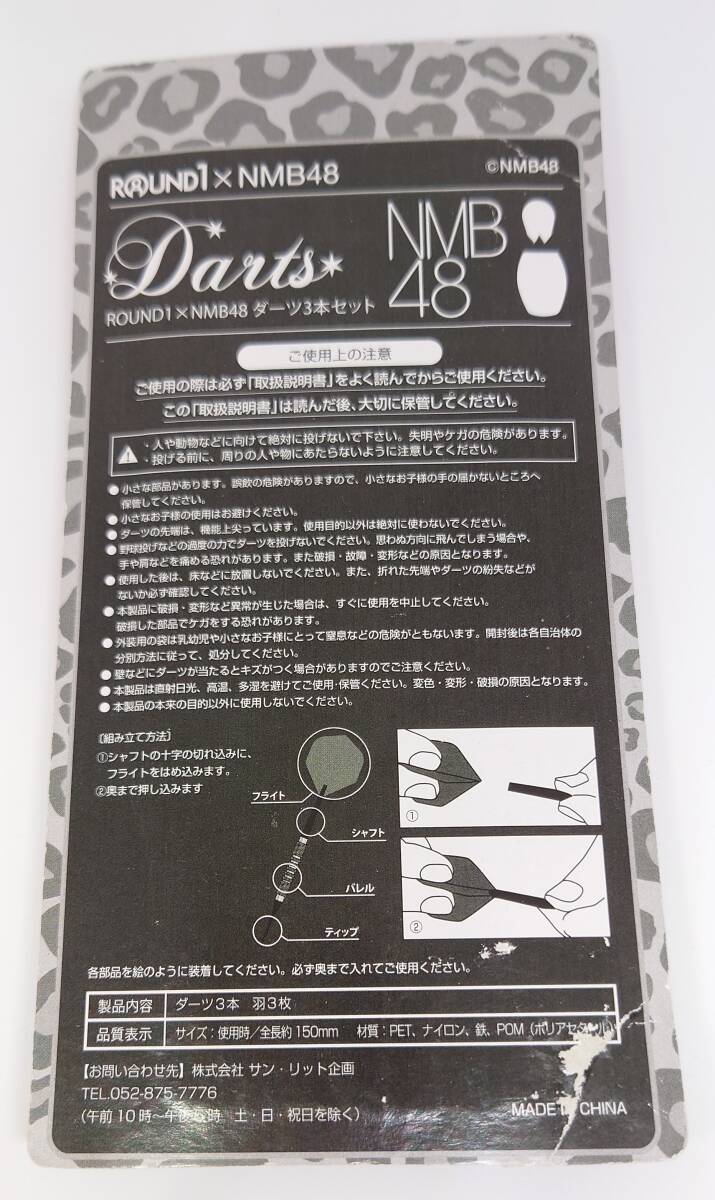 ROUND1×NMB48
©NMB48
Darts
NMB
48
ROUND1×NMB48 ダーツ3本セット
ご使用上の注意
ご使用の際は必ず「取扱説明書」をよく読んでからご使用ください。
この「取扱説明書」は読んだ後、大切に保管してください。
・人や動物などに向けて絶対に投げないで下さい。失明やケガの危険があります。
・投げる前に、周りの人や物にあたらないように注意してください。
●小さな部品があります。誤飲の危険がありますので、小さなお子様の手の届かないところへ
保管してください。
●小さなお子様の使用はお避けください。
●ダーツの先端は、機能上尖っています。使用目的以外は絶対に使わないでください。
●野球投げなどの過度の力でダーツを投げないでください。思わぬ方向に飛んでしまう場合や、
手や肩などを痛める恐れがあります。また破損・故障・変形などの原因となります。
●使用した後は、床などに放置しないでください。また、折れた先端やダーツの紛失などが
ないか必ず確認してください。
●本製品に破損・変形など異常が生じた場合は、すぐに使用を中止してください。
破損した部品でケガをする恐れがあります。
●外装用の袋は乳幼児や小さなお子様にとって窒息などの危険がともないます。開封後は各自治体の
分別方法に従って、処分してください。
●壁などにダーツが当たるとキズがつく場合がありますのでご注意ください。
●本製品は直射日光、高温、多湿を避けてご使用・保管ください。変色・変形・破損の原因となります。
●本製品の本来の目的以外に使用しないでください。
［組み立て方法］
①シャフトの十字の切れ込みに、
フライトをはめ込みます。
②奥まで押し込みます
フライト
シャフト
バレル
ティップ
①
②
各部品を絵のように装着してください。必ず奥まで入れてご使用ください。
製品内容 ダーツ3本 羽3枚
品質表示 サイズ：使用時／全長約150mm 材質：PET、ナイロン、鉄、POM（ポリアセタール）
【お問い合わせ先】株式会社 サン・リット企画
TEL.052-875-7776
（午前10時～午後 時 土・日・祝日を除く）
MADE IN CHINA